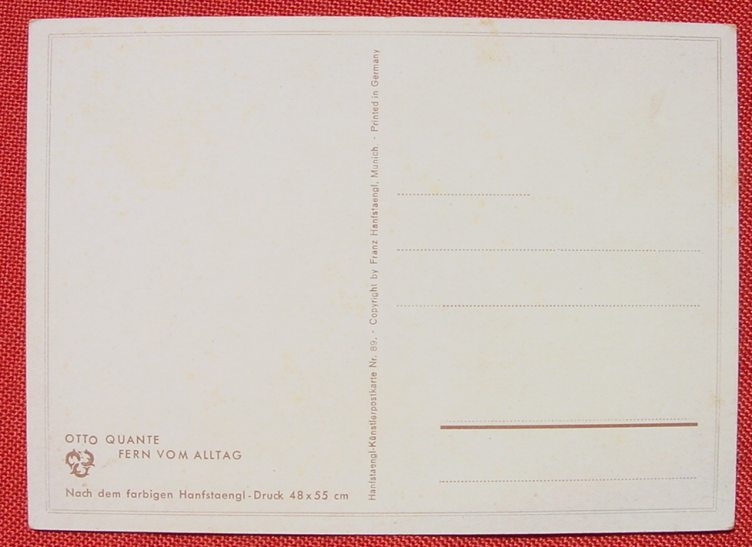 OTTO QUANTE
FERN VOM ALLTAG
Nach dem farbigen Hanfstaengl-Druck 48x55 cm
Hanfstaengl-Künstlerpostkarte Nr. 89. - Copyright by Franz Hanfstaengl, Munich. - Printed in Germany